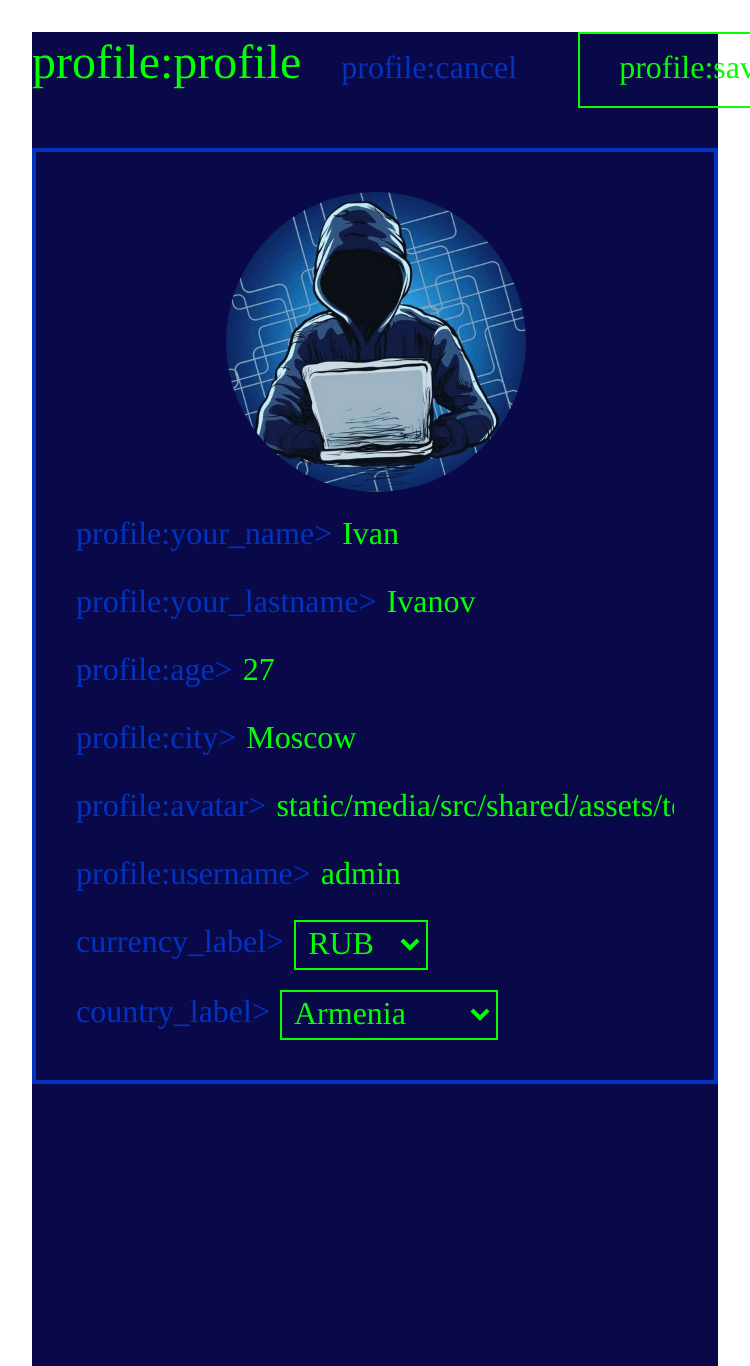 profile:profile profile:cancel profile:sav
profile:your_name> Ivan
profile:your_lastname> Ivanov
profile:age> 27
profile:city> Moscow
profile:avatar> static/media/src/shared/assets/te
profile:username> admin
currency_label> RUB
country_label> Armenia